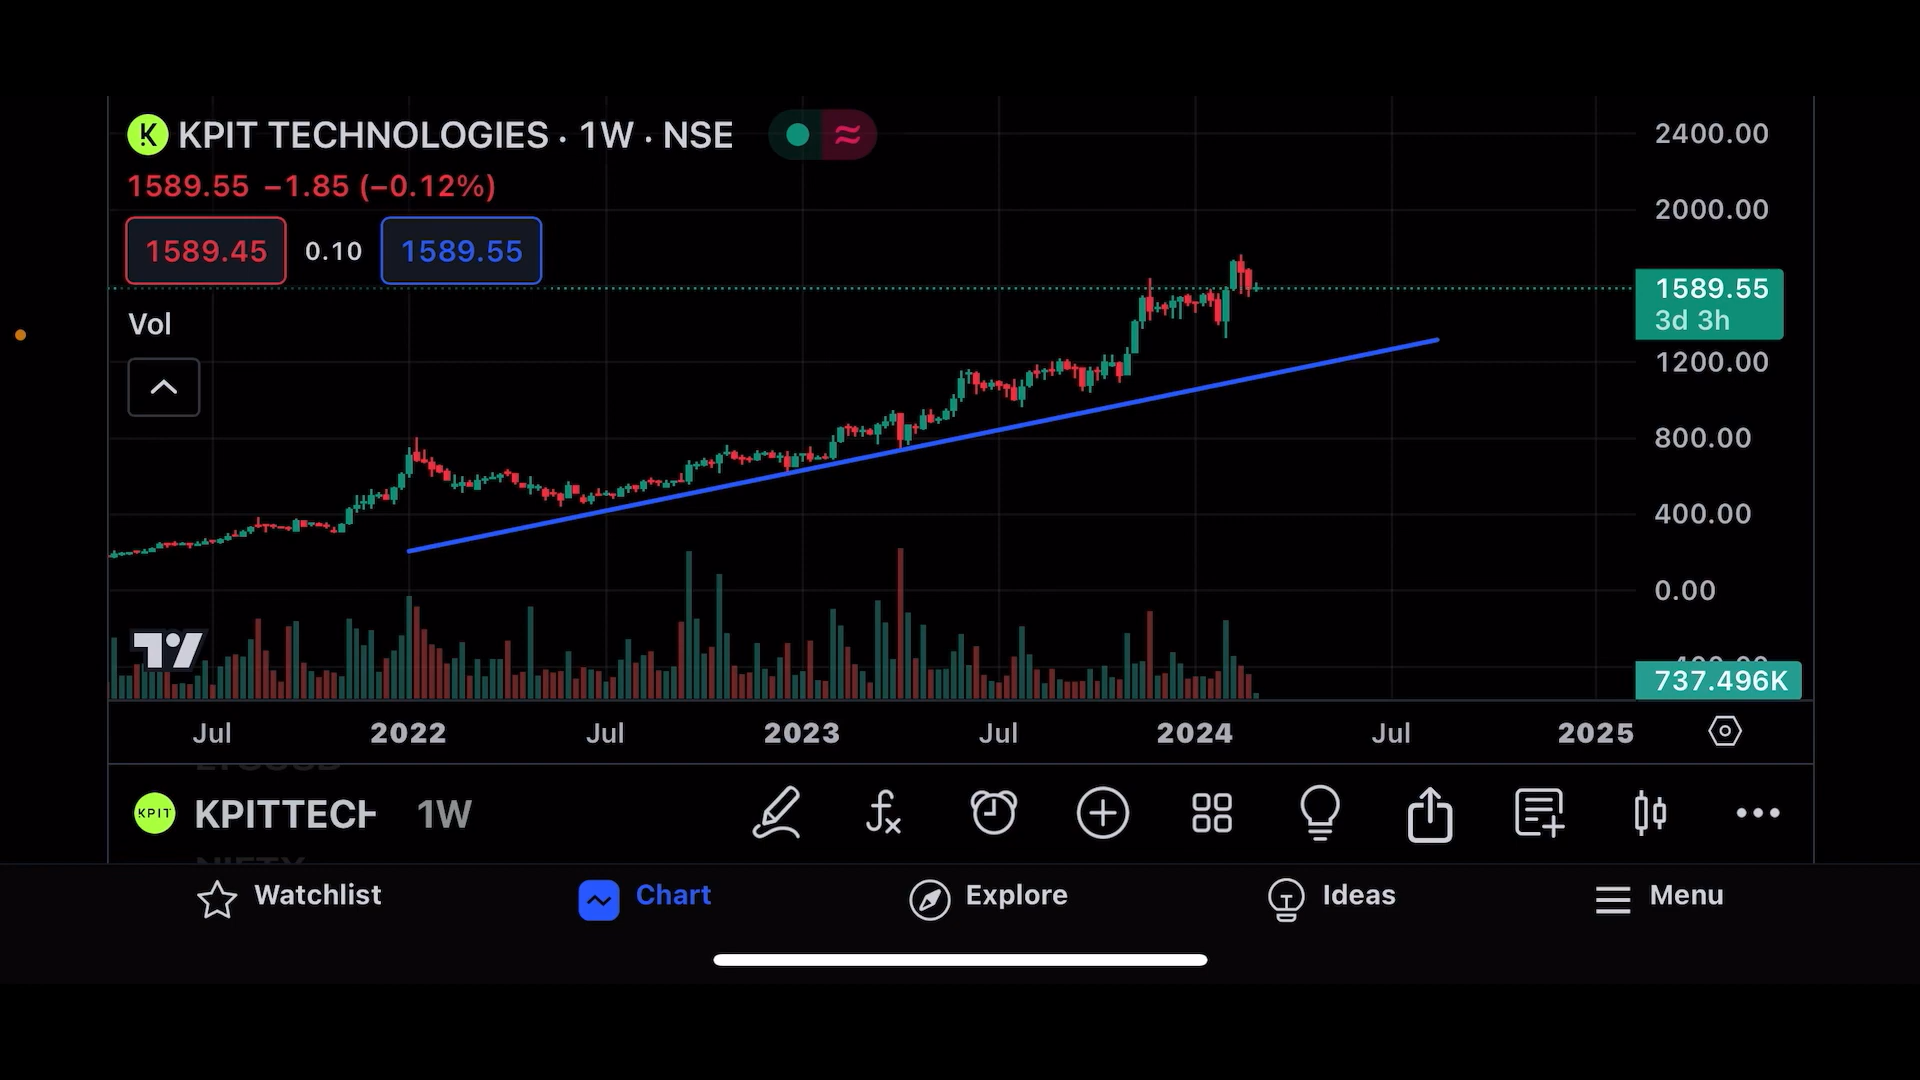 KPIT TECHNOLOGIES · 1W · NSE
1589.55 −1.85 (−0.12%)
1589.45 0.10 1589.55
Vol
2400.00
2000.00
1589.55
3d 3h
1200.00
800.00
400.00
0.00
737.496K
Jul 2022 Jul 2023 Jul 2024 Jul 2025
KPIT KPITTECH 1W
Watchlist Chart Explore Ideas Menu